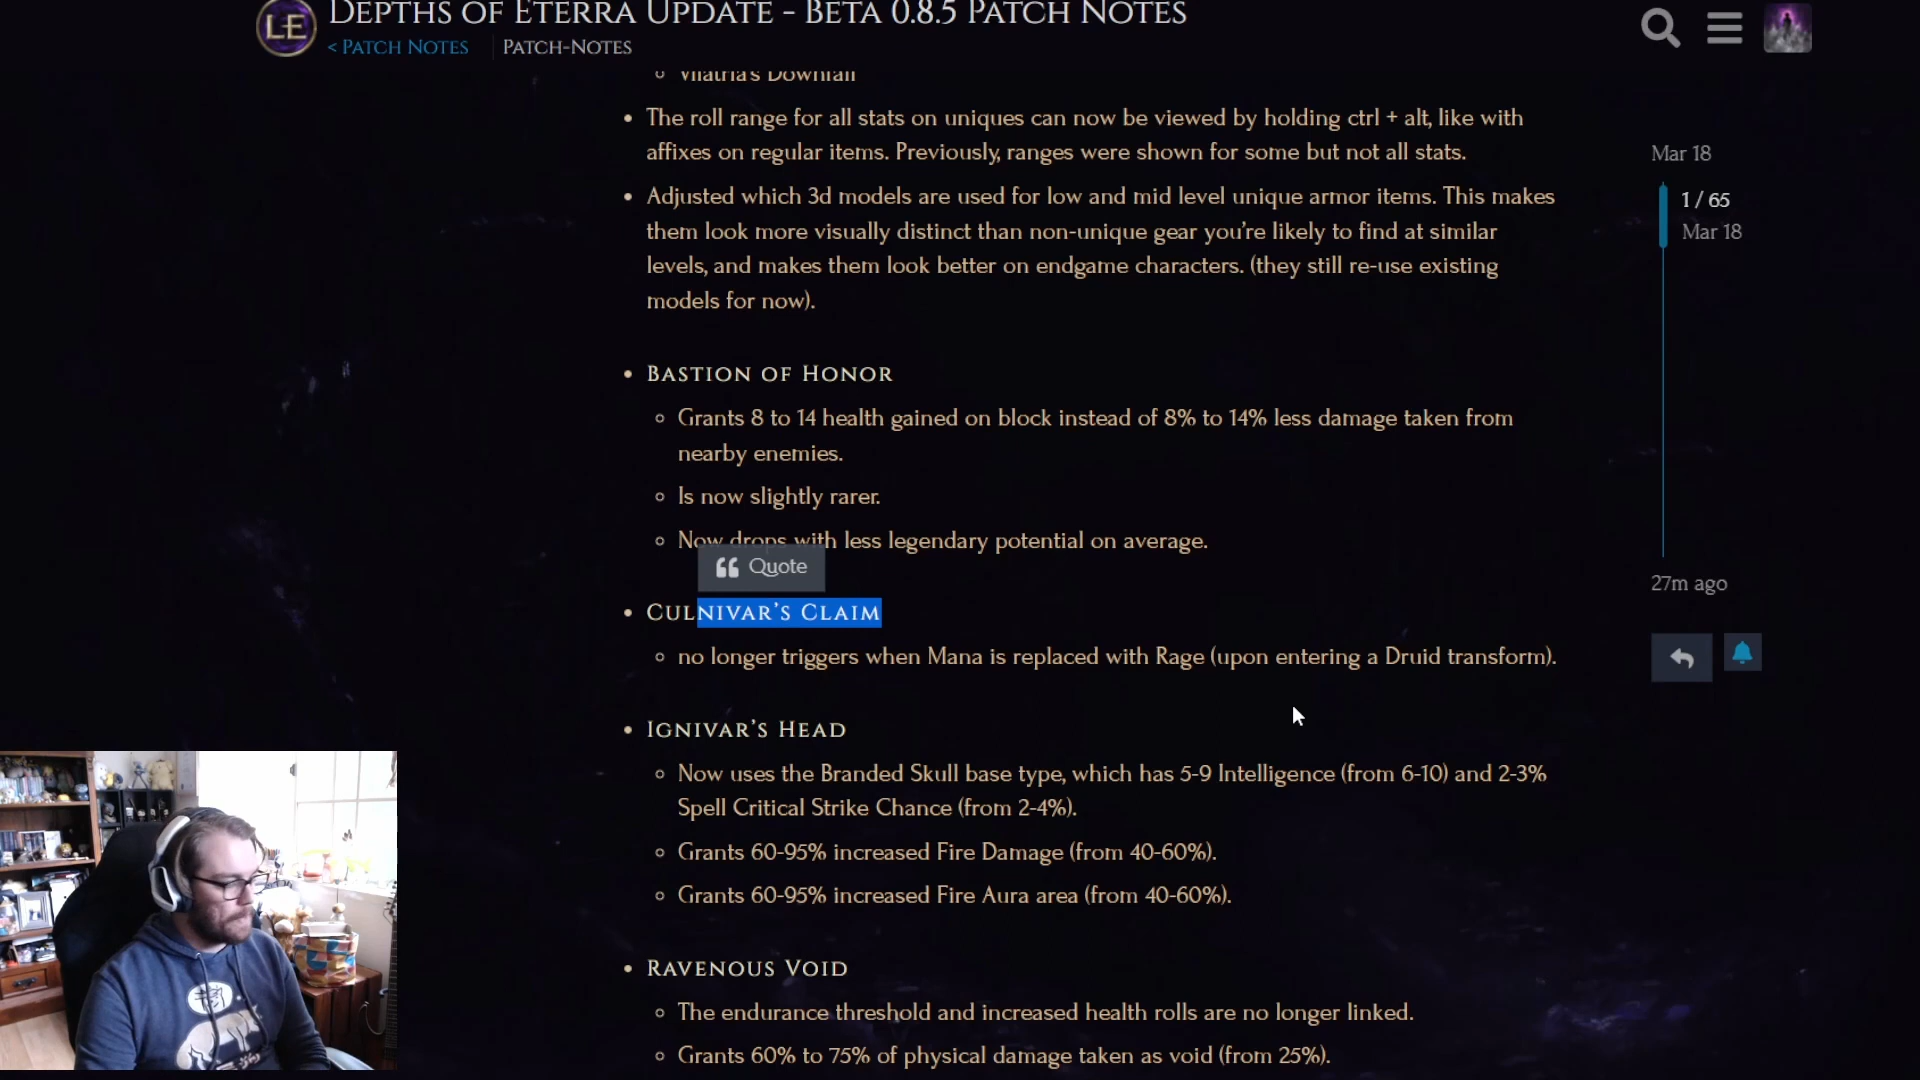 LE
Depths of Eterra Update - Beta 0.8.5 Patch Notes
< Patch Notes
Patch-Notes
Vilatria's Downfall
The roll range for all stats on uniques can now be viewed by holding ctrl + alt, like with
affixes on regular items. Previously, ranges were shown for some but not all stats.
Mar 18
Adjusted which 3d models are used for low and mid level unique armor items. This makes
1 / 65
them look more visually distinct than non-unique gear you're likely to find at similar
Mar 18
levels, and makes them look better on endgame characters. (they still re-use existing
models for now).
Bastion of Honor
Grants 8 to 14 health gained on block instead of 8% to 14% less damage taken from
nearby enemies.
Is now slightly rarer.
Now drops with less legendary potential on average.
Quote
27m ago
Culnivar's Claim
no longer triggers when Mana is replaced with Rage (upon entering a Druid transform).
Ignivar's Head
Now uses the Branded Skull base type, which has 5-9 Intelligence (from 6-10) and 2-3%
Spell Critical Strike Chance (from 2-4%).
Grants 60-95% increased Fire Damage (from 40-60%).
Grants 60-95% increased Fire Aura area (from 40-60%).
Ravenous Void
The endurance threshold and increased health rolls are no longer linked.
Grants 60% to 75% of physical damage taken as void (from 25%).